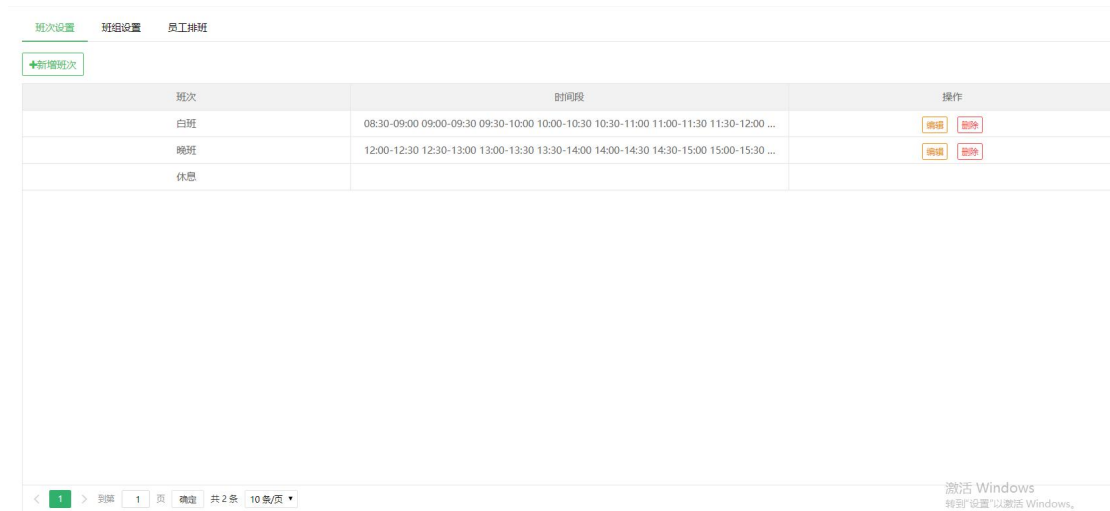 班次设置 班组设置 员工排班
+新增班次
班次 时间段 操作
白班 08:30-09:00 09:00-09:30 09:30-10:00 10:00-10:30 10:30-11:00 11:00-11:30 11:30-12:00 ... 编辑 删除
晚班 12:00-12:30 12:30-13:00 13:00-13:30 13:30-14:00 14:00-14:30 14:30-15:00 15:00-15:30 ... 编辑 删除
休息
< 1 > 到第 1 页 确定 共 2 条 10 条/页
激活 Windows
转到"设置"以激活 Windows。